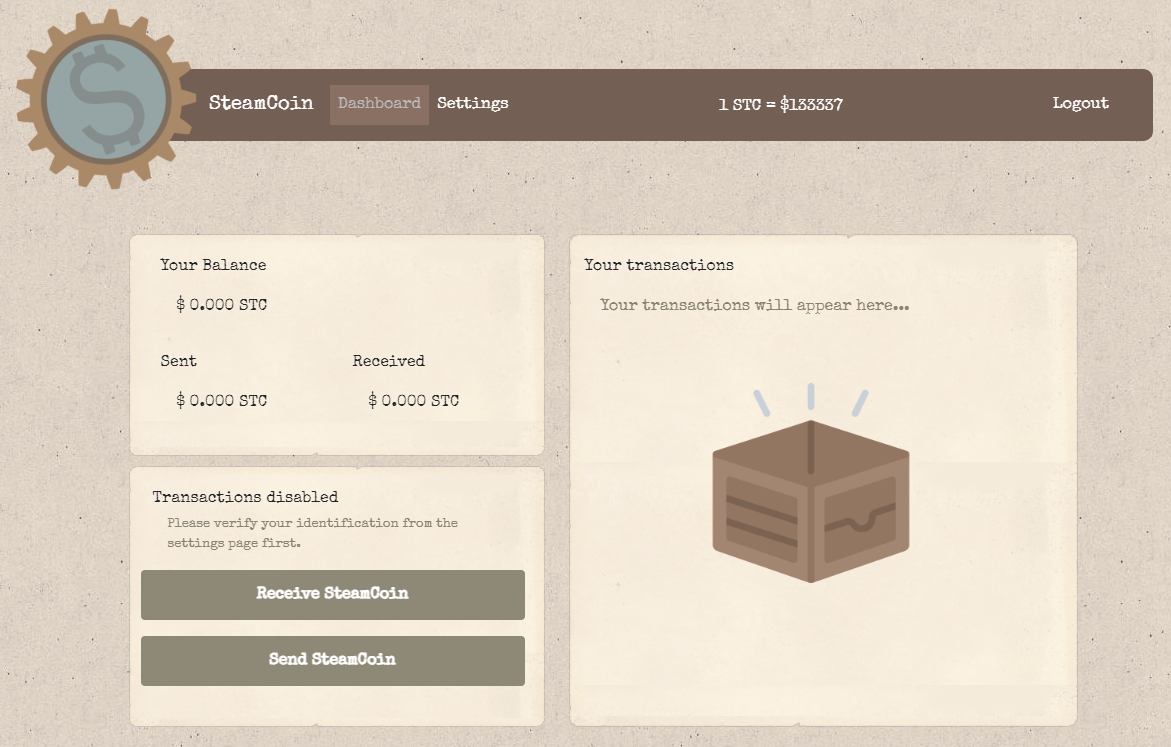 SteamCoin
Dashboard
Settings
1 STC = $133337
Logout
Your Balance
$ 0.000 STC
Sent
Received
$ 0.000 STC
$ 0.000 STC
Transactions disabled
Please verify your identification from the
settings page first.
Receive SteamCoin
Send SteamCoin
Your transactions
Your transactions will appear here...